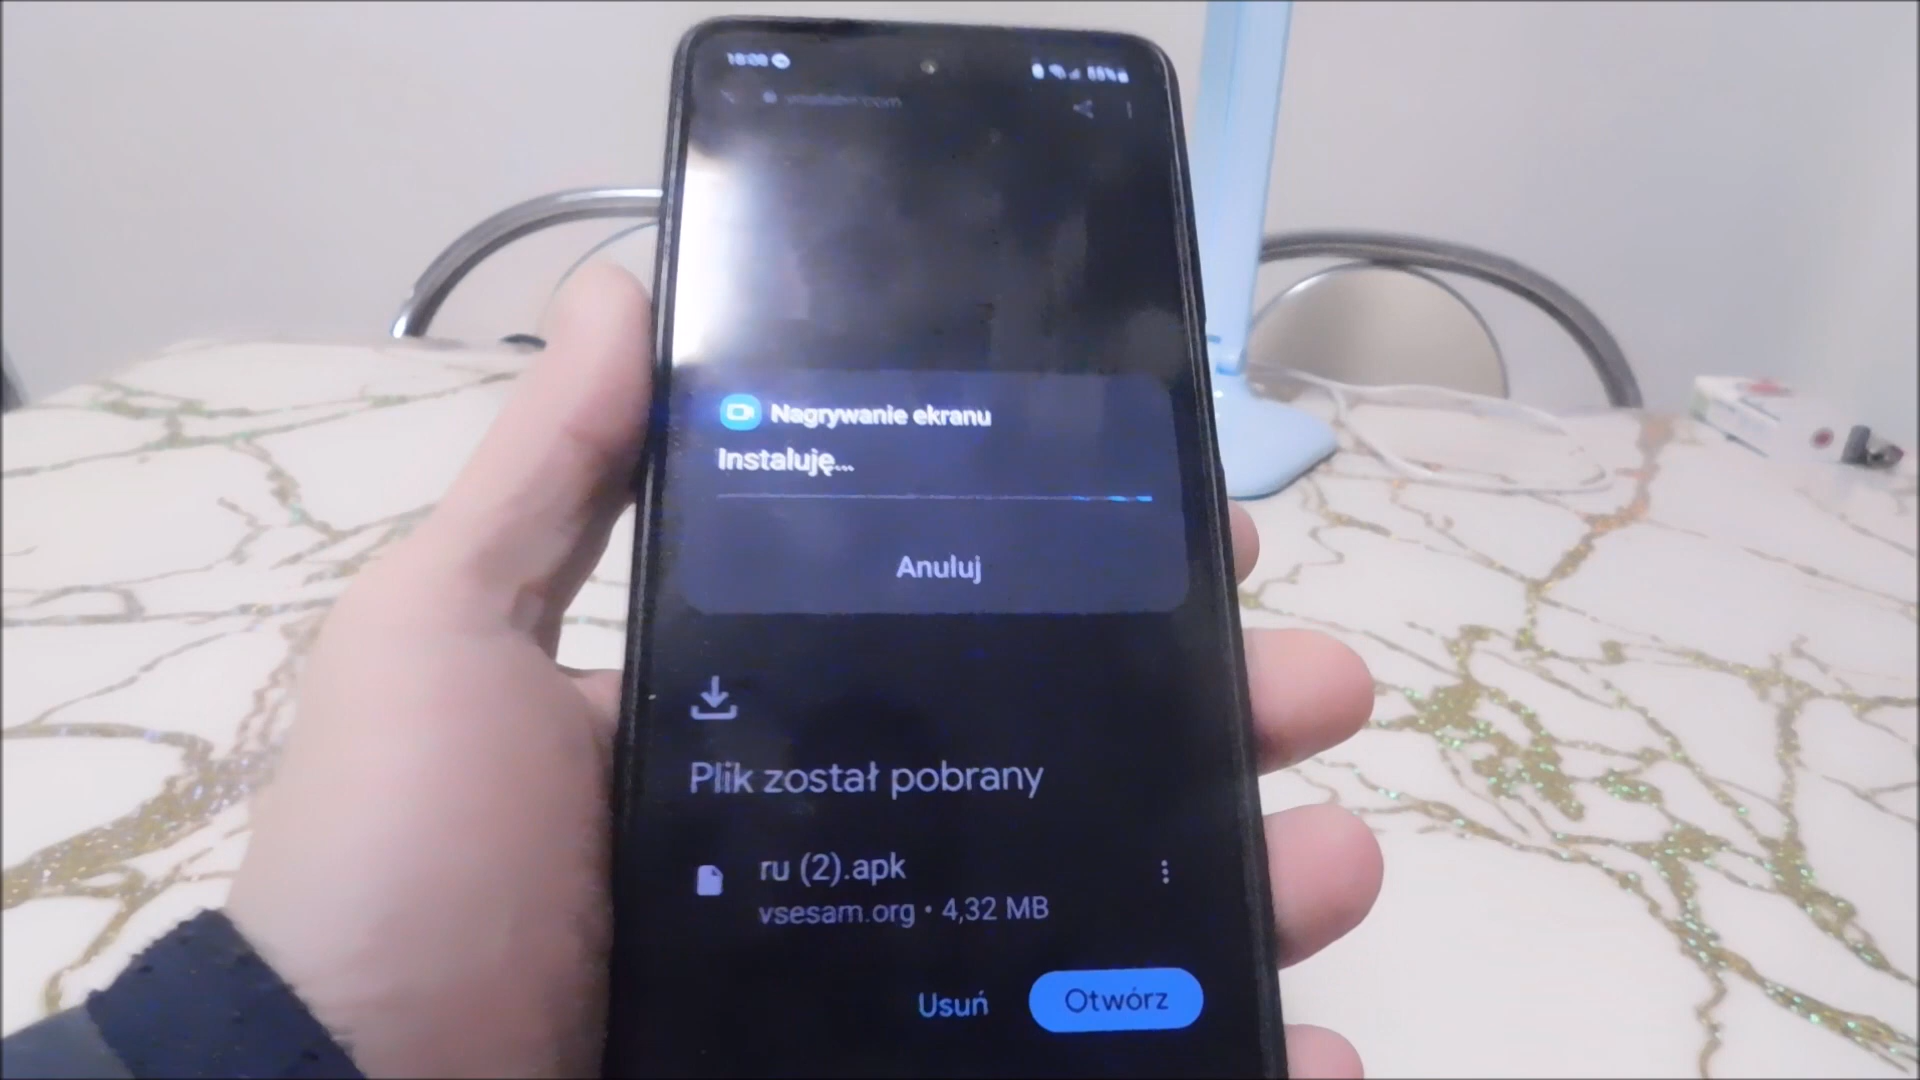 Nagrywanie ekranu
Instaluję...
Anuluj
Plik został pobrany
ru (2).apk
vsesam.org • 4,32 MB
Usuń
Otwórz